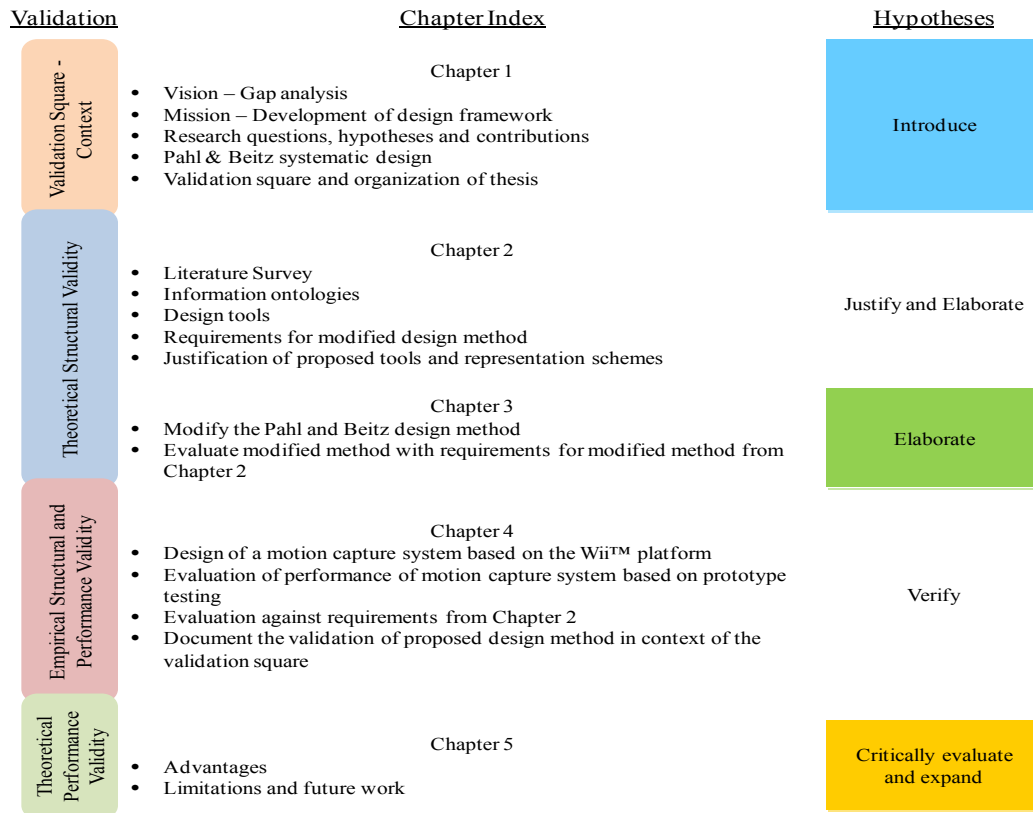 Validation
Chapter Index
Hypotheses
Validation Square -
Context
Chapter 1
• Vision – Gap analysis
• Mission – Development of design framework
• Research questions, hypotheses and contributions
• Pahl & Beitz systematic design
• Validation square and organization of thesis
Introduce
Theoretical Structural Validity
Chapter 2
• Literature Survey
• Information ontologies
• Design tools
• Requirements for modified design method
• Justification of proposed tools and representation schemes
Justify and Elaborate
Chapter 3
• Modify the Pahl and Beitz design method
• Evaluate modified method with requirements for modified method from
Chapter 2
Elaborate
Empirical Structural and
Performance Validity
Chapter 4
• Design of a motion capture system based on the Wii™ platform
• Evaluation of performance of motion capture system based on prototype
testing
• Evaluation against requirements from Chapter 2
• Document the validation of proposed design method in context of the
validation square
Verify
Theoretical
Performance
Validity
Chapter 5
• Advantages
• Limitations and future work
Critically evaluate
and expand